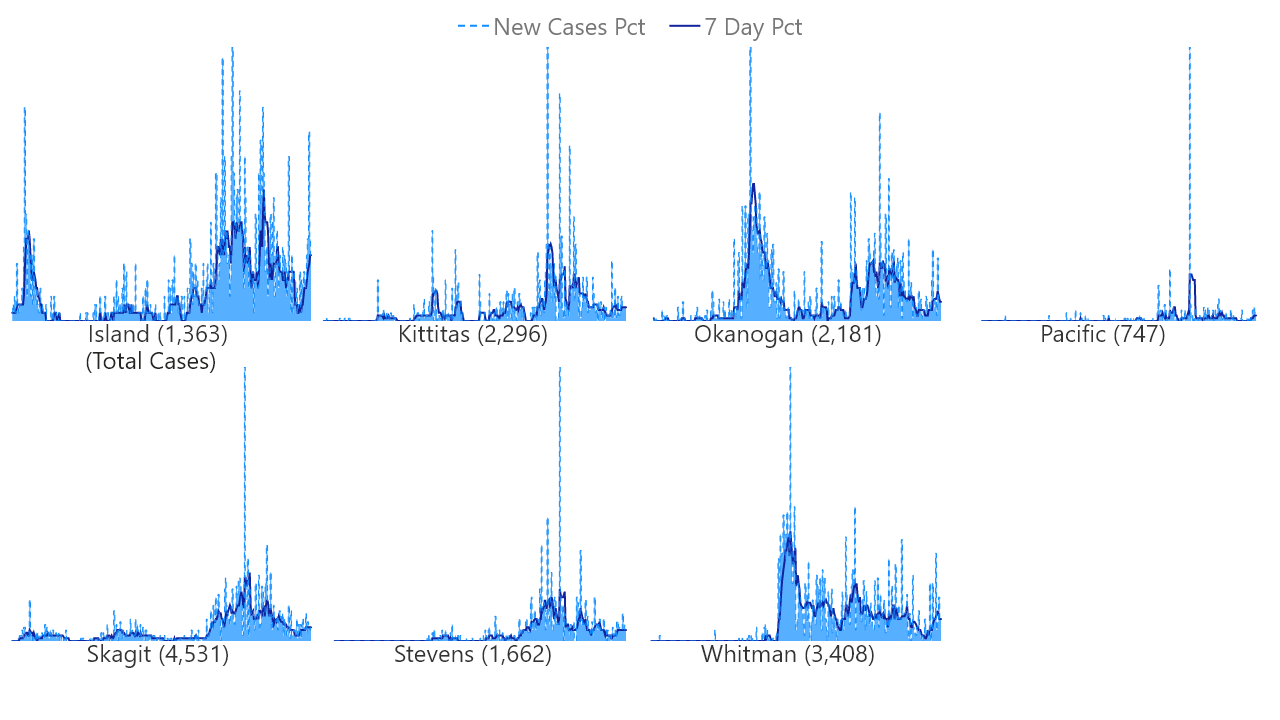 New Cases Pct 7 Day Pct
Island (1,363)
(Total Cases)
Kittitas (2,296)
Okanogan (2,181)
Pacific (747)
Skagit (4,531)
Stevens (1,662)
Whitman (3,408)